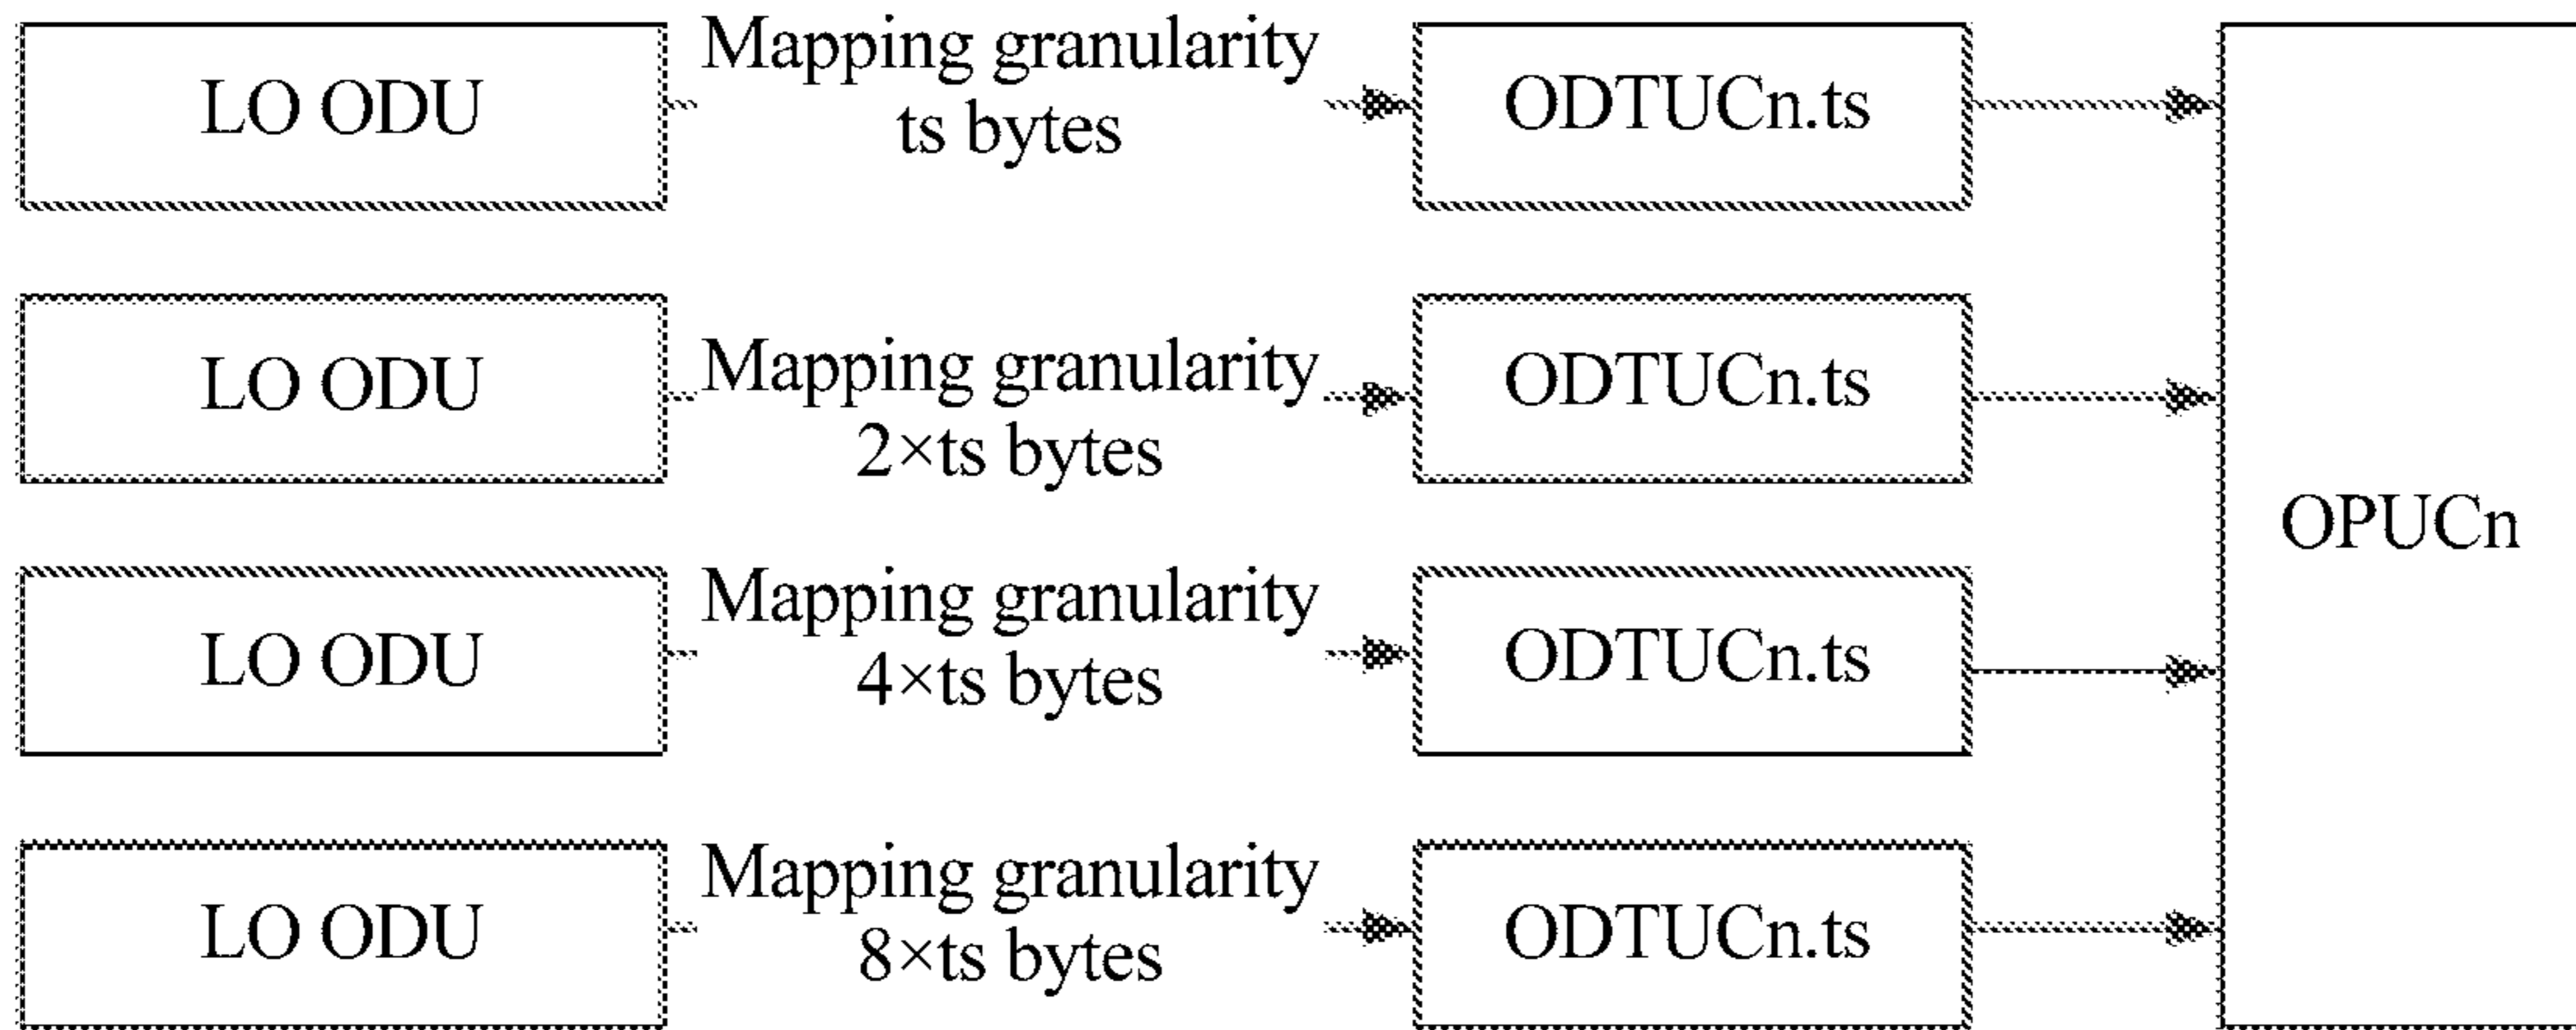 LO ODU
Mapping granularity
ts bytes
ODTUCn.ts
LO ODU
Mapping granularity
2×ts bytes
ODTUCn.ts
OPUCn
LO ODU
Mapping granularity
4×ts bytes
ODTUCn.ts
LO ODU
Mapping granularity
8×ts bytes
ODTUCn.ts